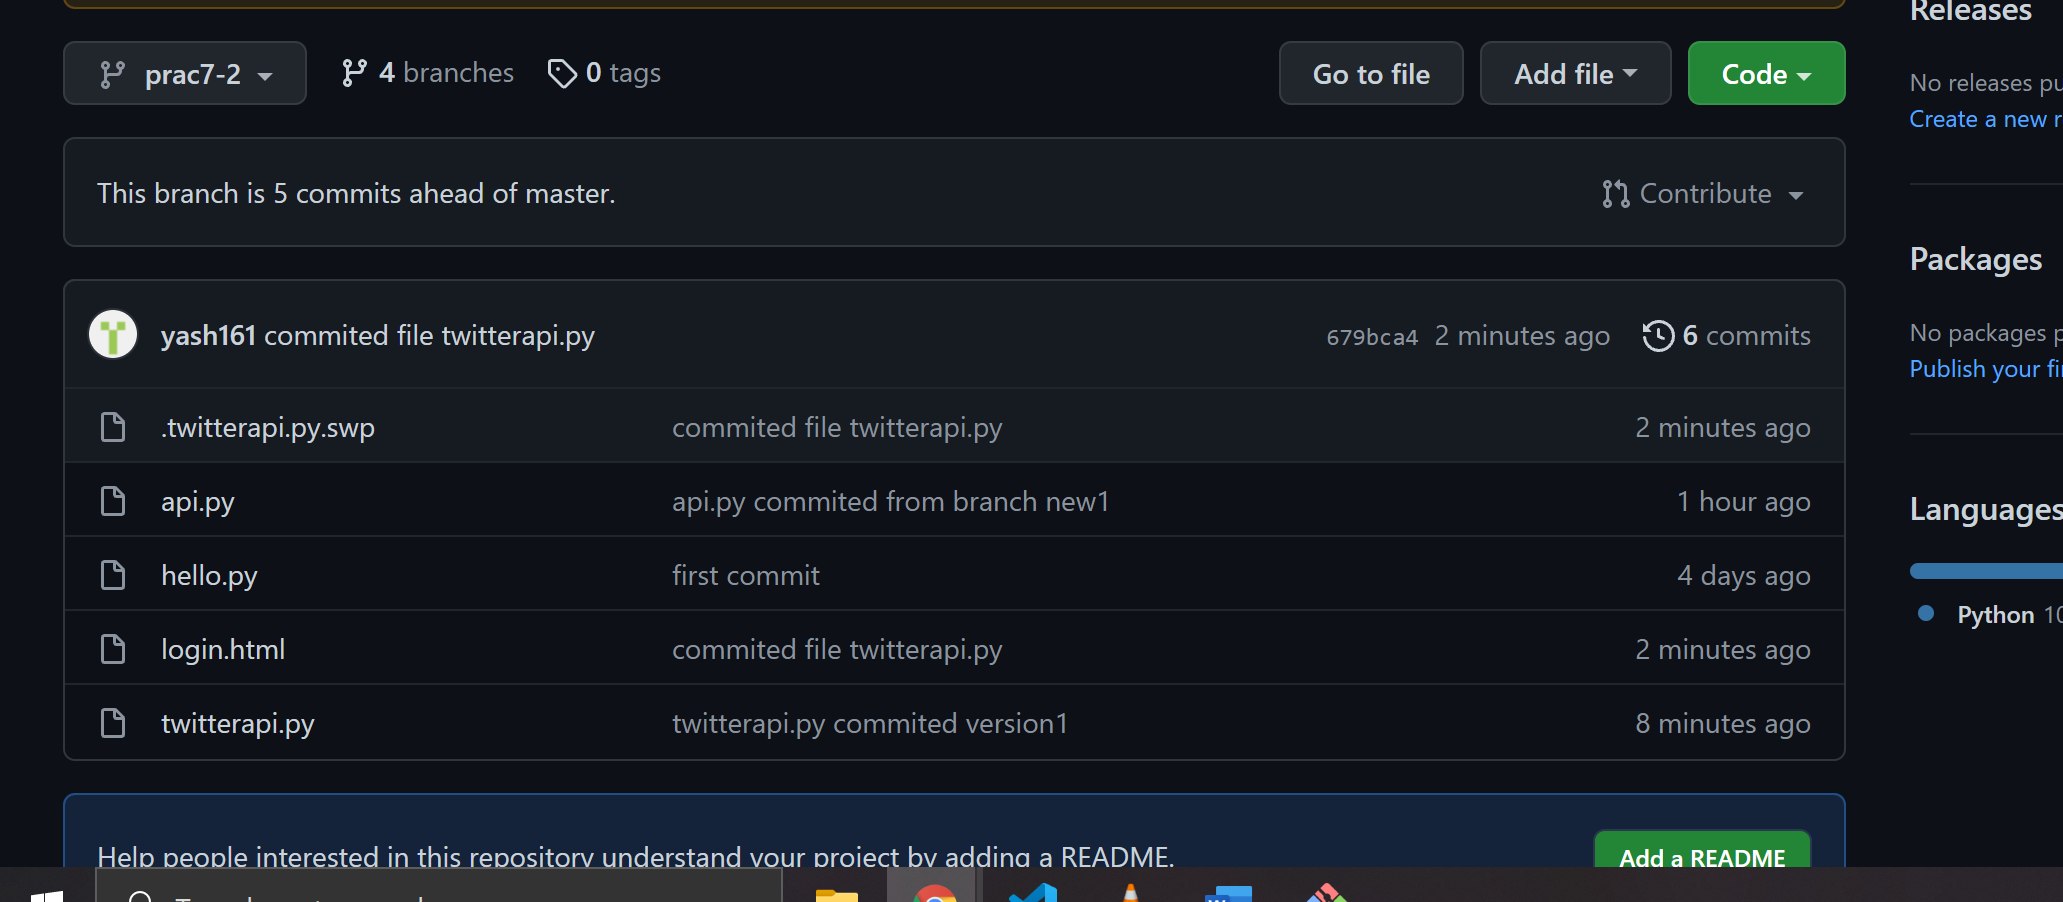 Releases
prac7-2
4 branches
0 tags
Go to file
Add file
Code
No releases pu
Create a new r
This branch is 5 commits ahead of master.
Contribute
Packages
No packages p
Publish your fi
yash161 commited file twitterapi.py
679bca4 2 minutes ago
6 commits
.twitterapi.py.swp
commited file twitterapi.py
2 minutes ago
api.py
api.py commited from branch new1
1 hour ago
hello.py
first commit
4 days ago
login.html
commited file twitterapi.py
2 minutes ago
twitterapi.py
twitterapi.py commited version1
8 minutes ago
Languages
Python 10
Help people interested in this repository understand your project by adding a README.
Add a README